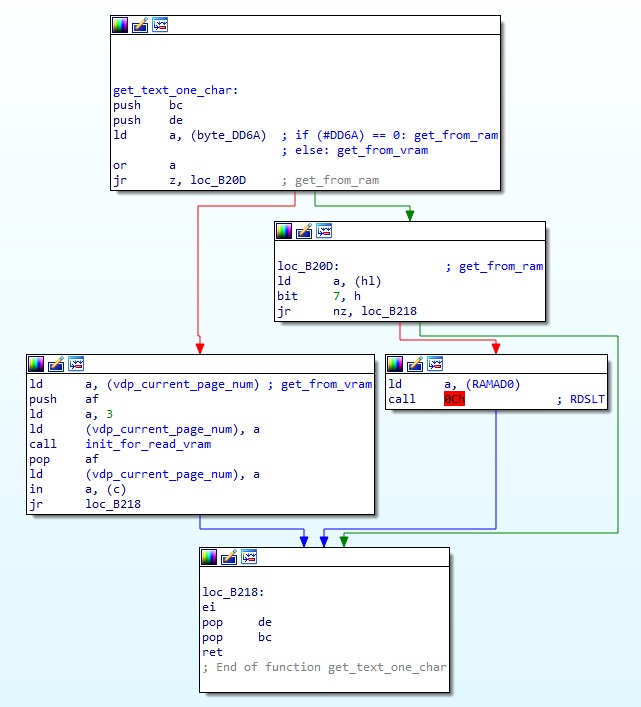 get_text_one_char:
push bc
push de
ld a, (byte_DD6A) ; if (#DD6A) == 0: get_from_ram
; else: get_from_vram
or a
jr z, loc_B20D ; get_from_ram
loc_B20D: ; get_from_ram
ld a, (hl)
bit 7, h
jr nz, loc_B218
ld a, (vdp_current_page_num) ; get_from_vram
push af
ld a, 3
ld (vdp_current_page_num), a
call init_for_read_vram
pop af
ld (vdp_current_page_num), a
in a, (c)
jr loc_B218
ld a, (RAMAD0)
call 0Ch ; RDSLT
loc_B218:
ei
pop de
pop bc
ret
; End of function get_text_one_char